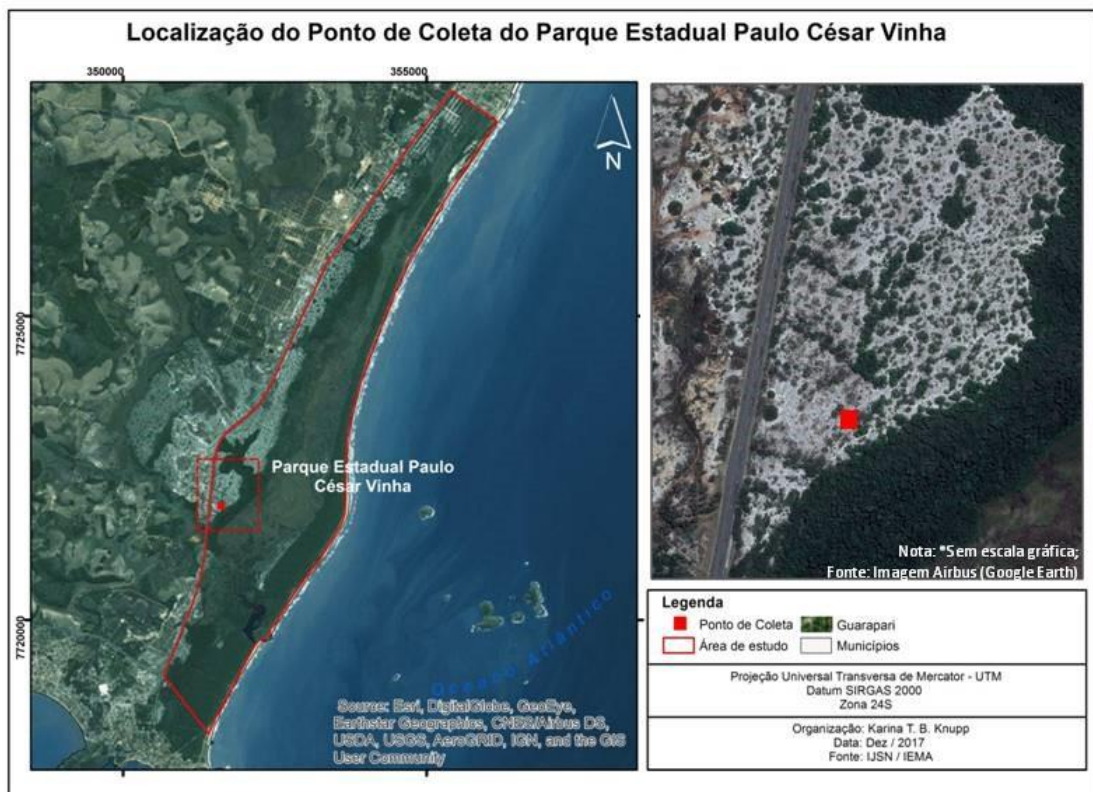 Localização do Ponto de Coleta do Parque Estadual Paulo César Vinha
350000
355000
7725000
7720000
N
Parque Estadual Paulo
César Vinha
Oceano Atlântico
Source: Esri, DigitalGlobe, GeoEye,
Earthstar Geographics, CNES/Airbus DS,
USDA, USGS, AeroGRID, IGN, and the GIS
User Community
Nota: *Sem escala gráfica;
Fonte: Imagem Airbus (Google Earth)
Legenda
Ponto de Coleta
Guarapari
Área de estudo
Municípios
Projeção Universal Transversa de Mercator - UTM
Datum SIRGAS 2000
Zona 24S
Organização: Karina T. B. Knupp
Data: Dez / 2017
Fonte: IJSN / IEMA